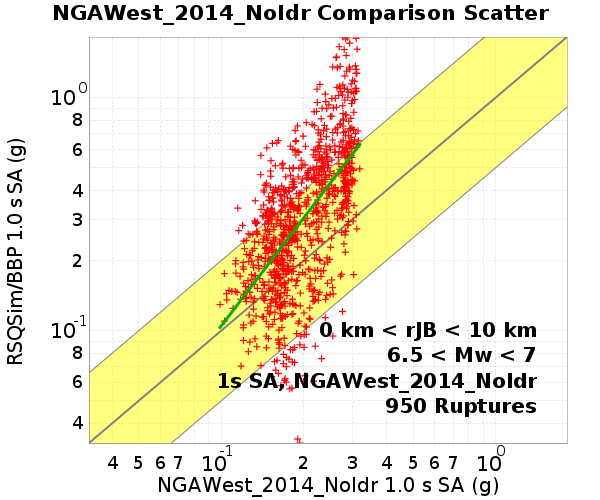 NGAWest_2014_NoIdr Comparison Scatter
RSQSim/BBP 1.0 s SA (g)
10^0
8
6
4
3
2
10^-1
8
6
4
0 km < rJB < 10 km
6.5 < Mw < 7
1s SA, NGAWest_2014_NoIdr
950 Ruptures
4 5 6 7 10^-1 2 3 4 5 6 7 10^0
NGAWest_2014_NoIdr 1.0 s SA (g)